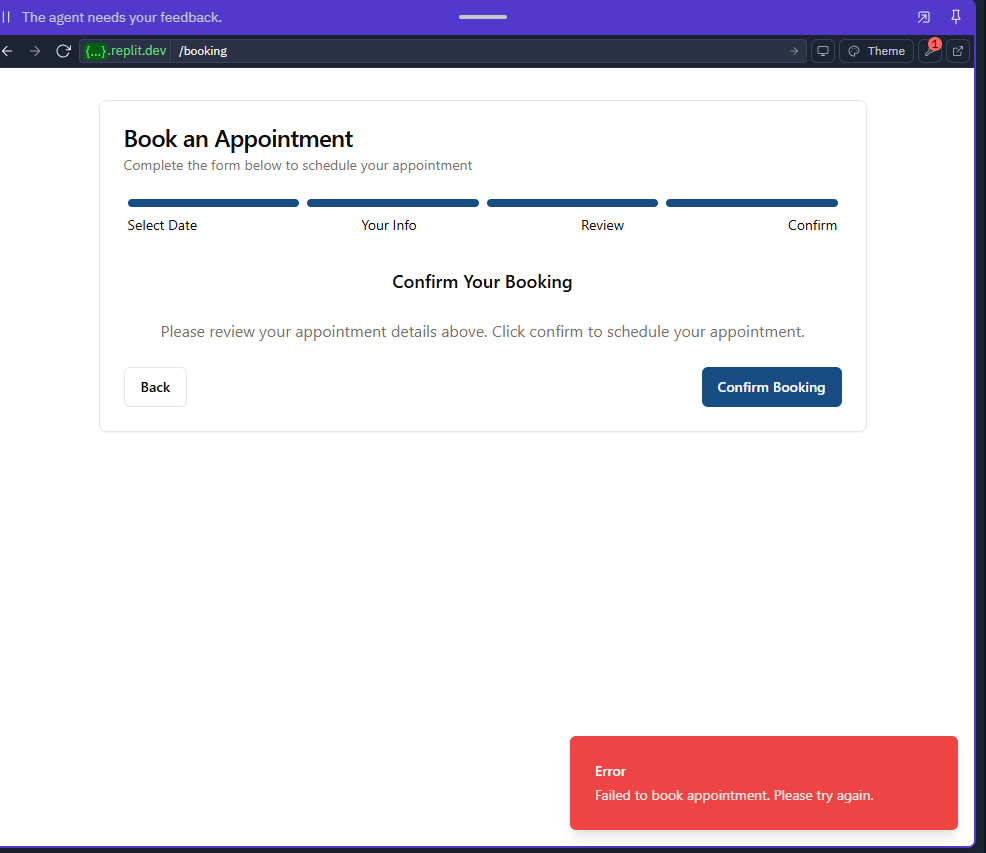 The agent needs your feedback.
{...}.replit.dev /booking
Theme
1
Book an Appointment
Complete the form below to schedule your appointment
Select Date Your Info Review Confirm
Confirm Your Booking
Please review your appointment details above. Click confirm to schedule your appointment.
Back Confirm Booking
Error
Failed to book appointment. Please try again.